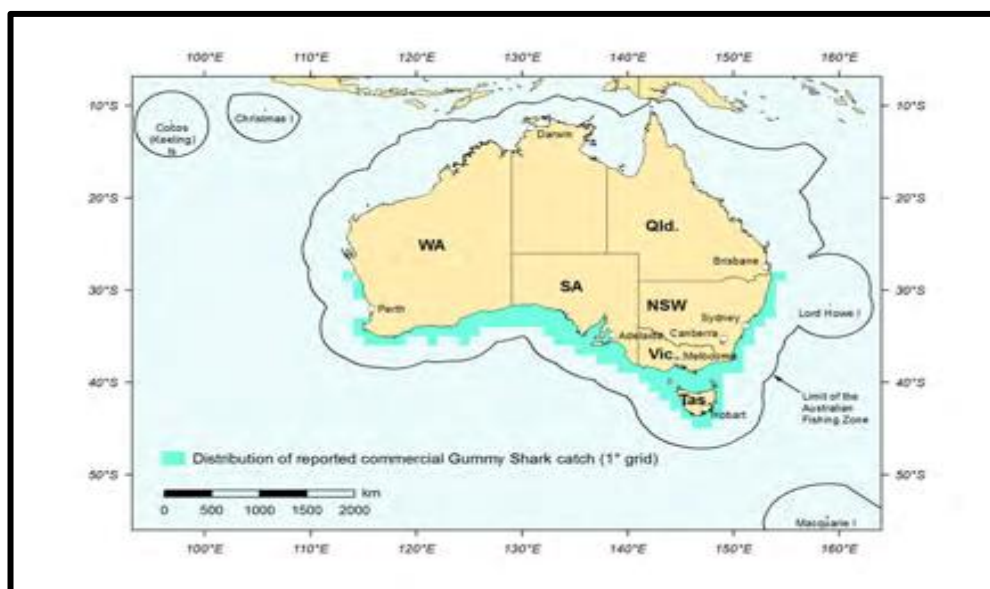 100°E 110°E 120°E 130°E 140°E 150°E 160°E
10°S 10°S
Cocos
(Keeling)
Is
Christmas I
Darwin
20°S 20°S
WA
Qld.
Brisbane
30°S 30°S
SA
NSW
Lord Howe I
Perth
Sydney
Adelaide
Canberra
Vic.
Melbourne
40°S 40°S
Tas.
Hobart
Limit of the
Australian
Fishing Zone
Distribution of reported commercial Gummy Shark catch (1° grid)
km
0 500 1000 1500 2000
50°S 50°S
Macquarie I
100°E 110°E 120°E 130°E 140°E 150°E 160°E